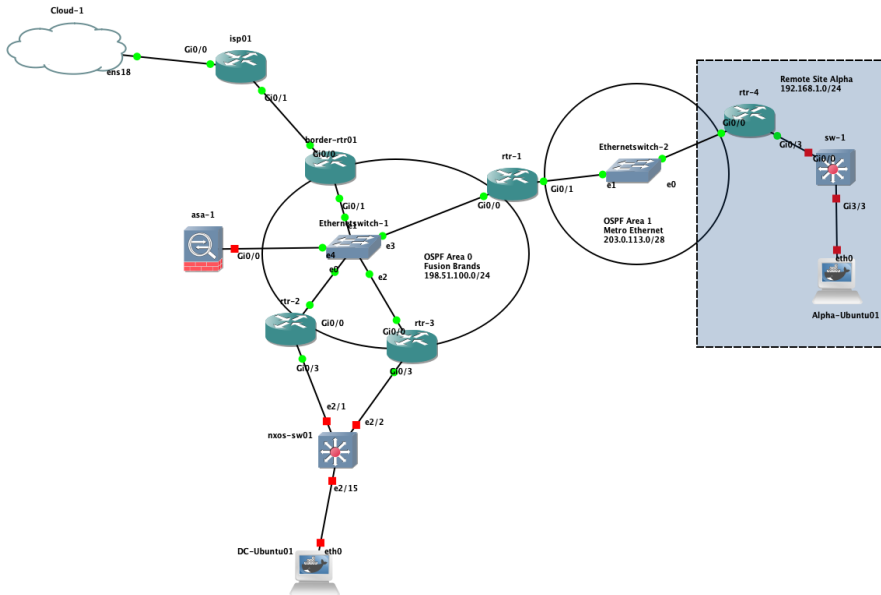 Cloud-1
ens18
Gi0/0
isp01
Gi0/1
border-rtr01
Gi0/0
Gi0/1
e1
Ethernetswitch-1
e4
e3
e0
e2
asa-1
Gi0/0
OSPF Area 0
Fusion Brands
198.51.100.0/24
rtr-1
Gi0/0
Gi0/1
Ethernetswitch-2
e1
e0
OSPF Area 1
Metro Ethernet
203.0.113.0/28
Remote Site Alpha
192.168.1.0/24
rtr-4
Gi0/0
Gi0/3
sw-1
Gi0/0
Gi3/3
eth0
Alpha-Ubuntu01
rtr-2
Gi0/0
Gi0/3
rtr-3
Gi0/0
Gi0/3
e2/1
e2/2
nxos-sw01
e2/15
DC-Ubuntu01
eth0